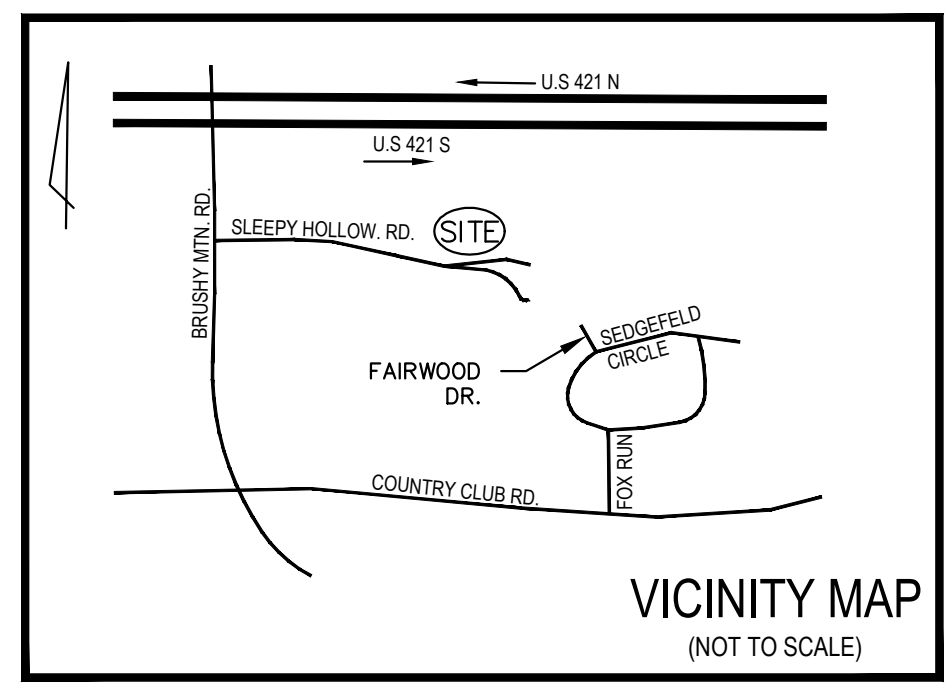 U.S 421 N
U.S 421 S
BRUSHY MTN. RD.
SLEEPY HOLLOW. RD.
SITE
SEDGEFELD
CIRCLE
FAIRWOOD
DR.
FOX RUN
COUNTRY CLUB RD.
VICINITY MAP
(NOT TO SCALE)